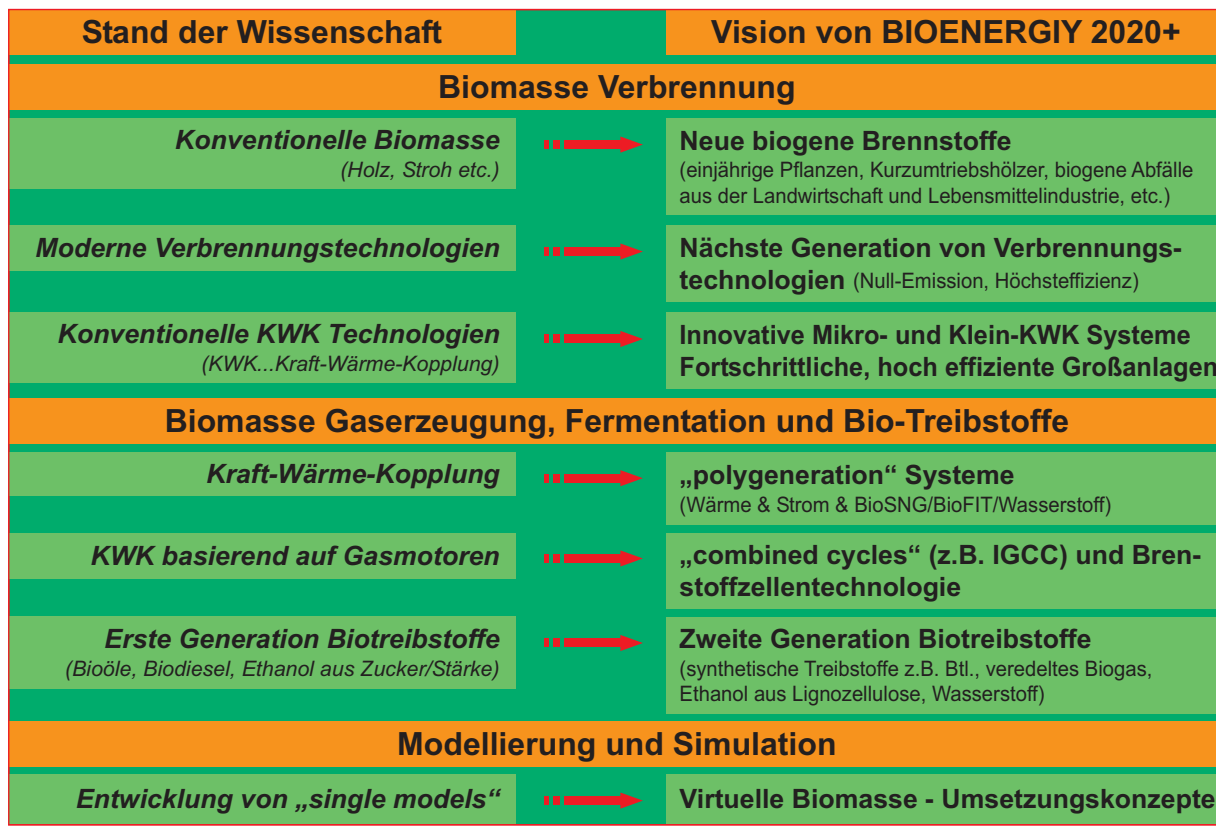 Stand der Wissenschaft
Vision von BIOENERGIY 2020+
Biomasse Verbrennung
Konventionelle Biomasse
(Holz, Stroh etc.)
Neue biogene Brennstoffe
(einjährige Pflanzen, Kurzumtriebshölzer, biogene Abfälle
aus der Landwirtschaft und Lebensmittelindustrie, etc.)
Moderne Verbrennungstechnologien
Nächste Generation von Verbrennungs-
technologien (Null-Emission, Höchsteffizienz)
Konventionelle KWK Technologien
(KWK...Kraft-Wärme-Kopplung)
Innovative Mikro- und Klein-KWK Systeme
Fortschrittliche, hoch effiziente Großanlagen
Biomasse Gaserzeugung, Fermentation und Bio-Treibstoffe
Kraft-Wärme-Kopplung
„polygeneration“ Systeme
(Wärme & Strom & BioSNG/BioFIT/Wasserstoff)
KWK basierend auf Gasmotoren
„combined cycles“ (z.B. IGCC) und Bren-
stoffzellentechnologie
Erste Generation Biotreibstoffe
(Bioöle, Biodiesel, Ethanol aus Zucker/Stärke)
Zweite Generation Biotreibstoffe
(synthetische Treibstoffe z.B. Btl., veredeltes Biogas,
Ethanol aus Lignozellulose, Wasserstoff)
Modellierung und Simulation
Entwicklung von „single models“
Virtuelle Biomasse - Umsetzungskonzepte